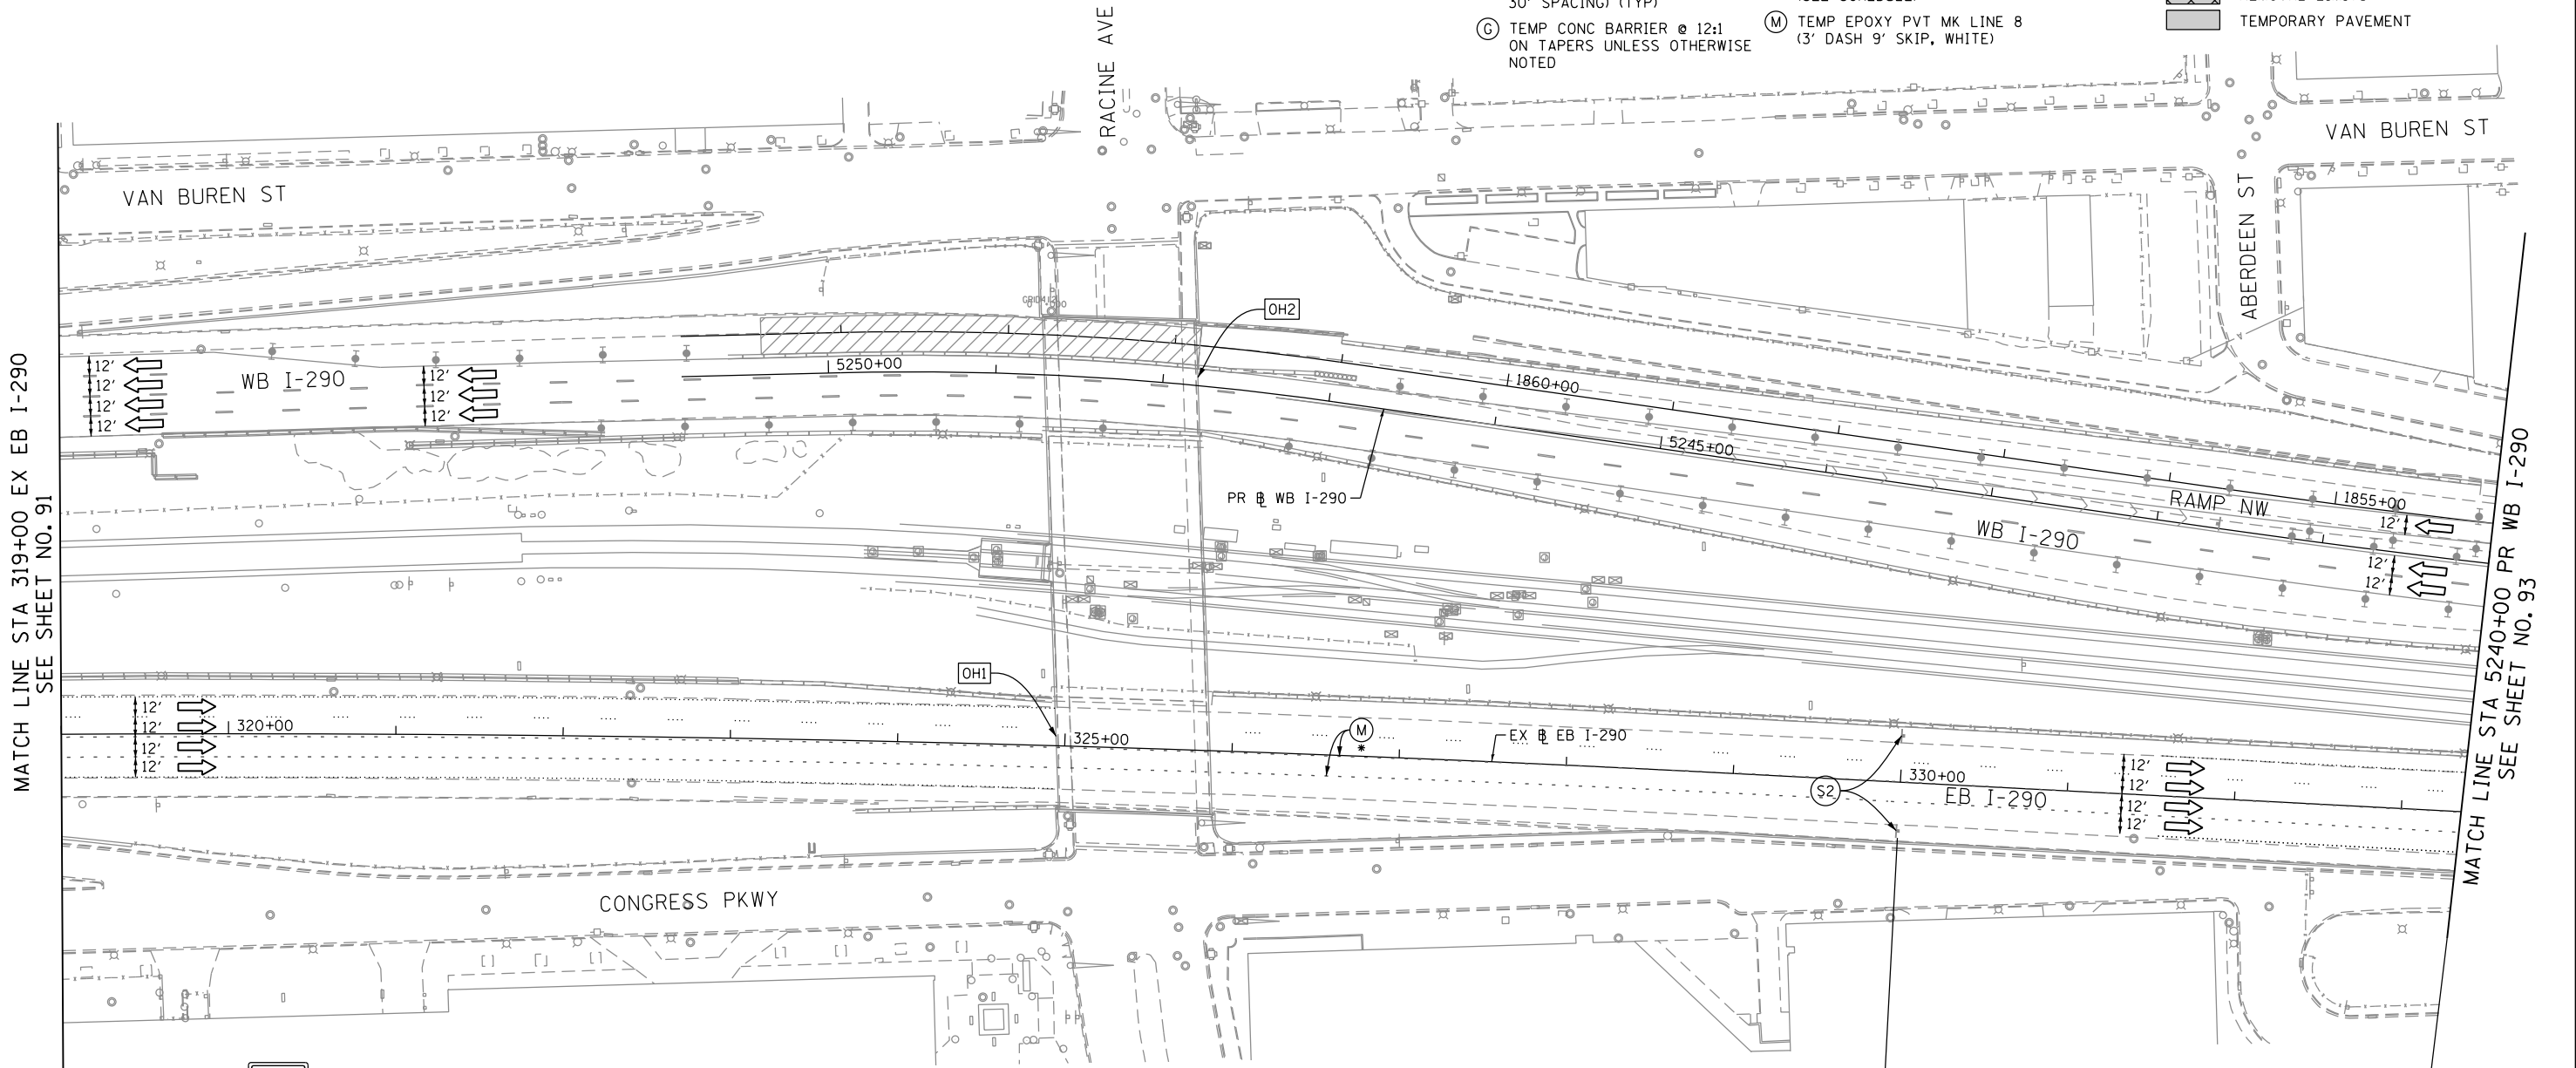 30' SPACING) (TYP)
G TEMP CONC BARRIER @ 12:1
ON TAPERS UNLESS OTHERWISE
NOTED
M TEMP EPOXY PVT MK LINE 8
(3' DASH 9' SKIP, WHITE)
TEMPORARY PAVEMENT
RACINE AVE
VAN BUREN ST
VAN BUREN ST
ABERDEEN ST
OH2
12'
12'
12'
12'
WB I-290
12'
12'
12'
5250+00
1860+00
5245+00
PR BL WB I-290
1855+00
RAMP NW
12'
WB I-290
12'
12'
MATCH LINE STA 319+00 EX EB I-290
SEE SHEET NO. 91
MATCH LINE STA 5240+00 PR WB I-290
SEE SHEET NO. 93
OH1
12'
12'
12'
12'
320+00
325+00
M
*
EX BL EB I-290
S2
330+00
EB I-290
12'
12'
12'
12'
CONGRESS PKWY